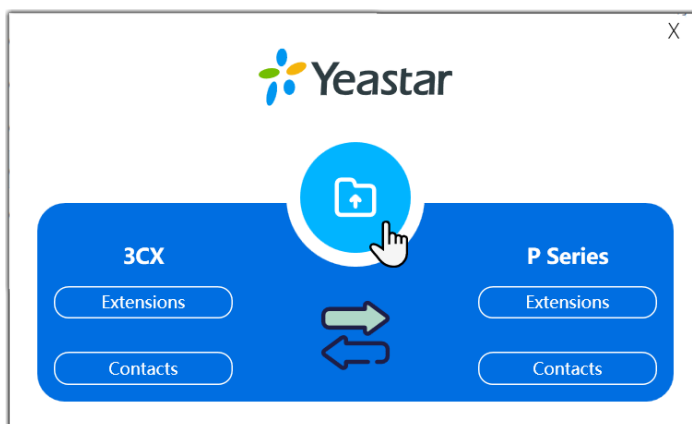 X
Yeastar
3CX
P Series
Extensions
Extensions
Contacts
Contacts